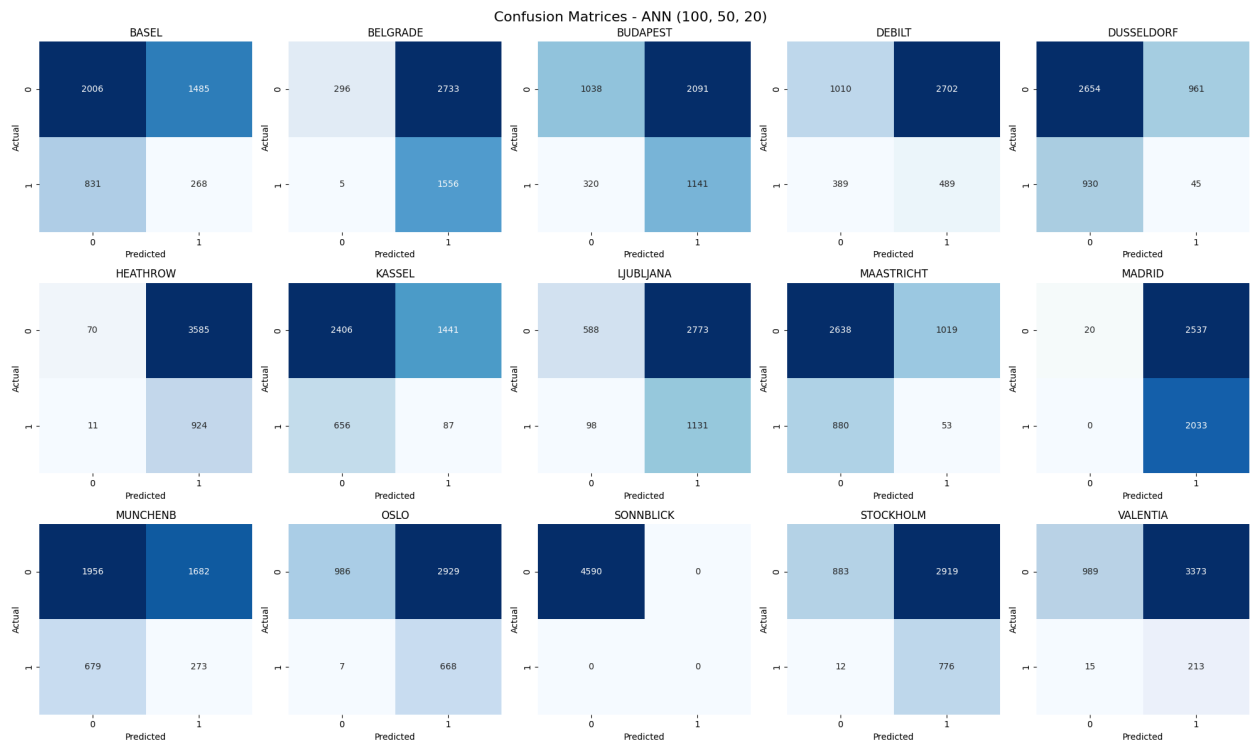 Confusion Matrices - ANN (100, 50, 20)
BASEL
Actual
0
1
2006
1485
831
268
0
1
Predicted
BELGRADE
Actual
0
1
296
2733
5
1556
0
1
Predicted
BUDAPEST
Actual
0
1
1038
2091
320
1141
0
1
Predicted
DEBILT
Actual
0
1
1010
2702
389
489
0
1
Predicted
DUSSELDORF
Actual
0
1
2654
961
930
45
0
1
Predicted
HEATHROW
Actual
0
1
70
3585
11
924
0
1
Predicted
KASSEL
Actual
0
1
2406
1441
656
87
0
1
Predicted
LJUBLJANA
Actual
0
1
588
2773
98
1131
0
1
Predicted
MAASTRICHT
Actual
0
1
2638
1019
880
53
0
1
Predicted
MADRID
Actual
0
1
20
2537
0
2033
0
1
Predicted
MUNCHENB
Actual
0
1
1956
1682
679
273
0
1
Predicted
OSLO
Actual
0
1
986
2929
7
668
0
1
Predicted
SONNBLICK
Actual
0
1
4590
0
0
0
0
1
Predicted
STOCKHOLM
Actual
0
1
883
2919
12
776
0
1
Predicted
VALENTIA
Actual
0
1
989
3373
15
213
0
1
Predicted